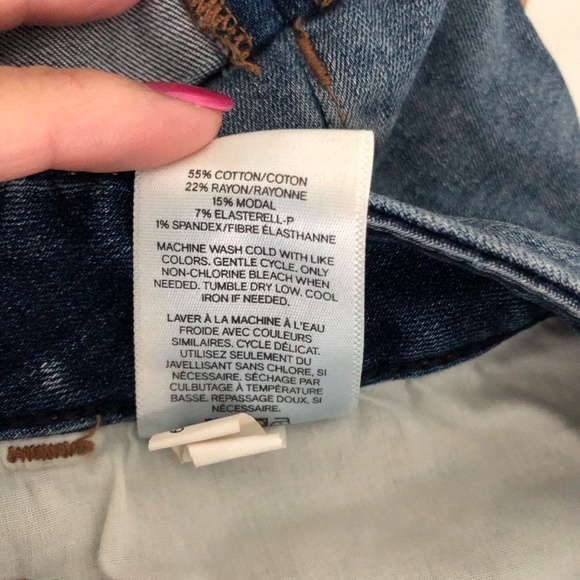 55% COTTON/COTON
22% RAYON/RAYONNE
15% MODAL
7% ELASTERELL-P
1% SPANDEX/FIBRE ÉLASTHANNE
MACHINE WASH COLD WITH LIKE
COLORS. GENTLE CYCLE. ONLY
NON-CHLORINE BLEACH WHEN
NEEDED. TUMBLE DRY LOW. COOL
IRON IF NEEDED.
LAVER À LA MACHINE À L'EAU
FROIDE AVEC COULEURS
SIMILAIRES. CYCLE DÉLICAT.
UTILISEZ SEULEMENT DU
JAVELLISANT SANS CHLORE, SI
NÉCESSAIRE. SÉCHAGE PAR
CULBUTAGE À TEMPÉRATURE
BASSE. REPASSAGE DOUX, SI
NÉCESSAIRE.